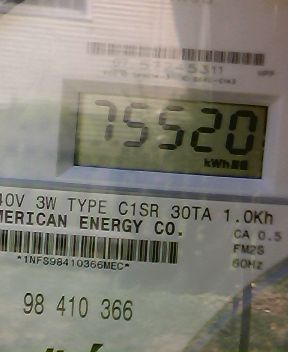 75520
kWh
40V 3W TYPE C1SR 30TA 1.0Kh
MERICAN ENERGY CO.
CA 0.5
FM2S
60Hz
*1NFS98410366MEC*
98 410 366